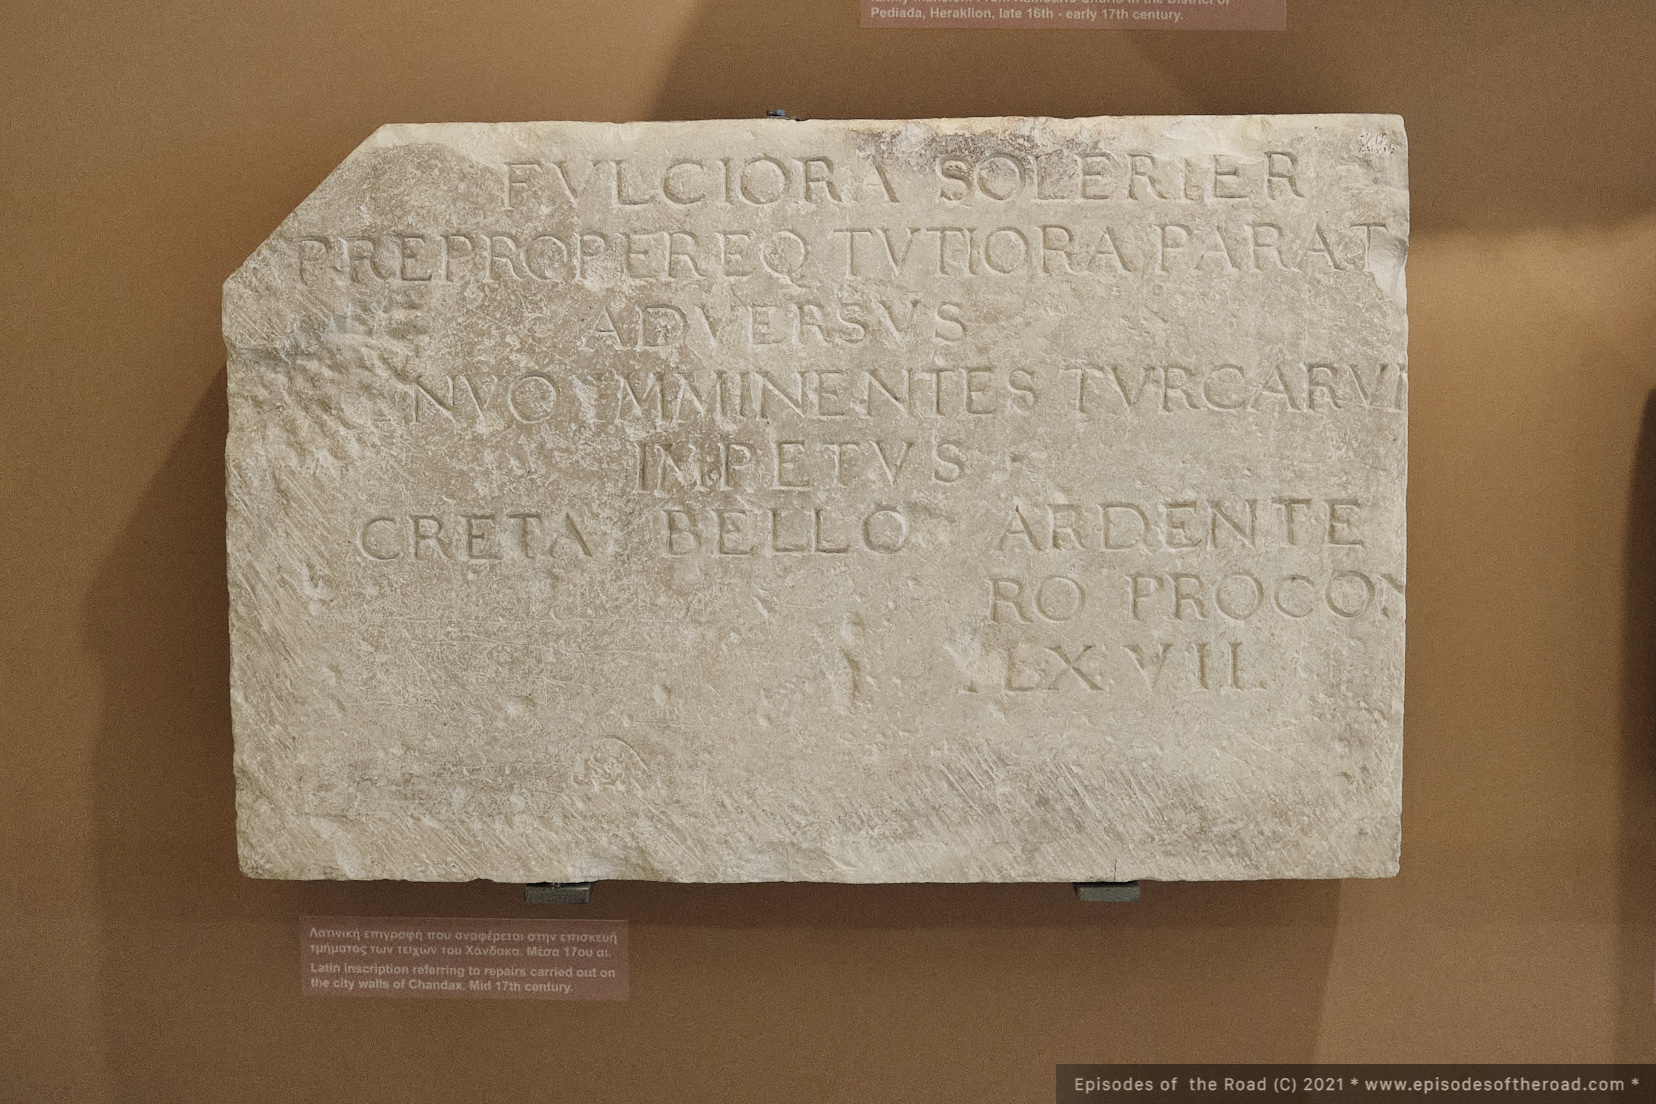 Pediada, Heraklion, late 16th - early 17th century.
FVLCIORA SOLERIER
PREPROPEREQ TVTIORA PARAT
ADVERSVS
NVO IMMINENTES TVRCARV
INPETVS
CRETA BELLO ARDENTE
RO PROCON
LXVII.
Λατινική επιγραφή που αναφέρεται στην επισκευή
τμήματος των τειχών του Χάνδακα. Μέσα 17ου αι.
Latin inscription referring to repairs carried out on
the city walls of Chandax. Mid 17th century.
Episodes of the Road (C) 2021 * www.episodesoftheroad.com *